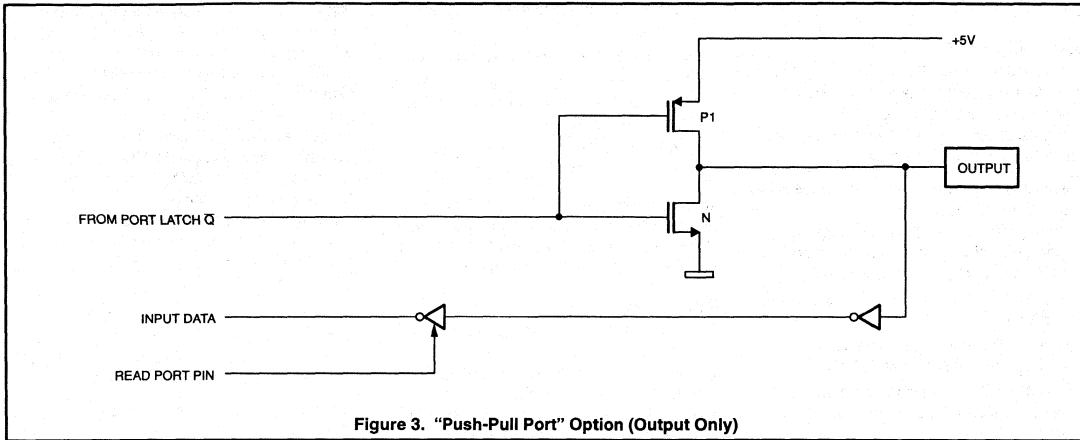 +5V
P1
OUTPUT
FROM PORT LATCH Q̅
N
INPUT DATA
READ PORT PIN
Figure 3. “Push-Pull Port” Option (Output Only)